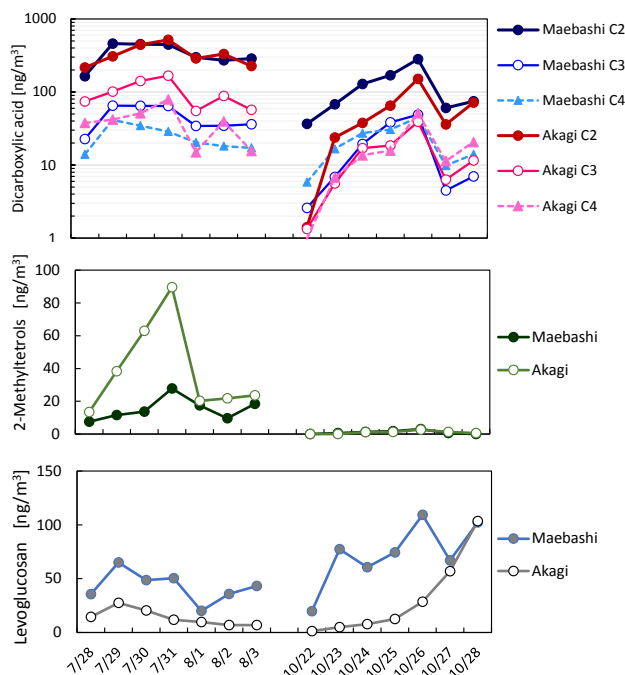 Dicarboxylic acid [ng/m³]
1000
100
10
1
Maebashi C2
Maebashi C3
Maebashi C4
Akagi C2
Akagi C3
Akagi C4
2-Methyltetrols [ng/m³]
100
80
60
40
20
0
Maebashi
Akagi
Levoglucosan [ng/m³]
150
100
50
0
Maebashi
Akagi
7/28 7/29 7/30 7/31 8/1 8/2 8/3 10/22 10/23 10/24 10/25 10/26 10/27 10/28